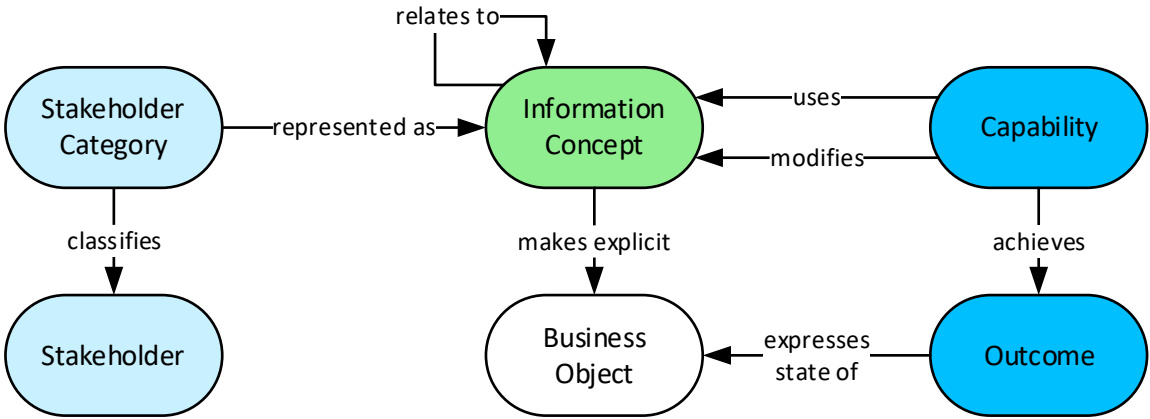 relates to
Stakeholder
Category
represented as
Information
Concept
uses
modifies
Capability
classifies
makes explicit
achieves
Stakeholder
Business
Object
expresses
state of
Outcome